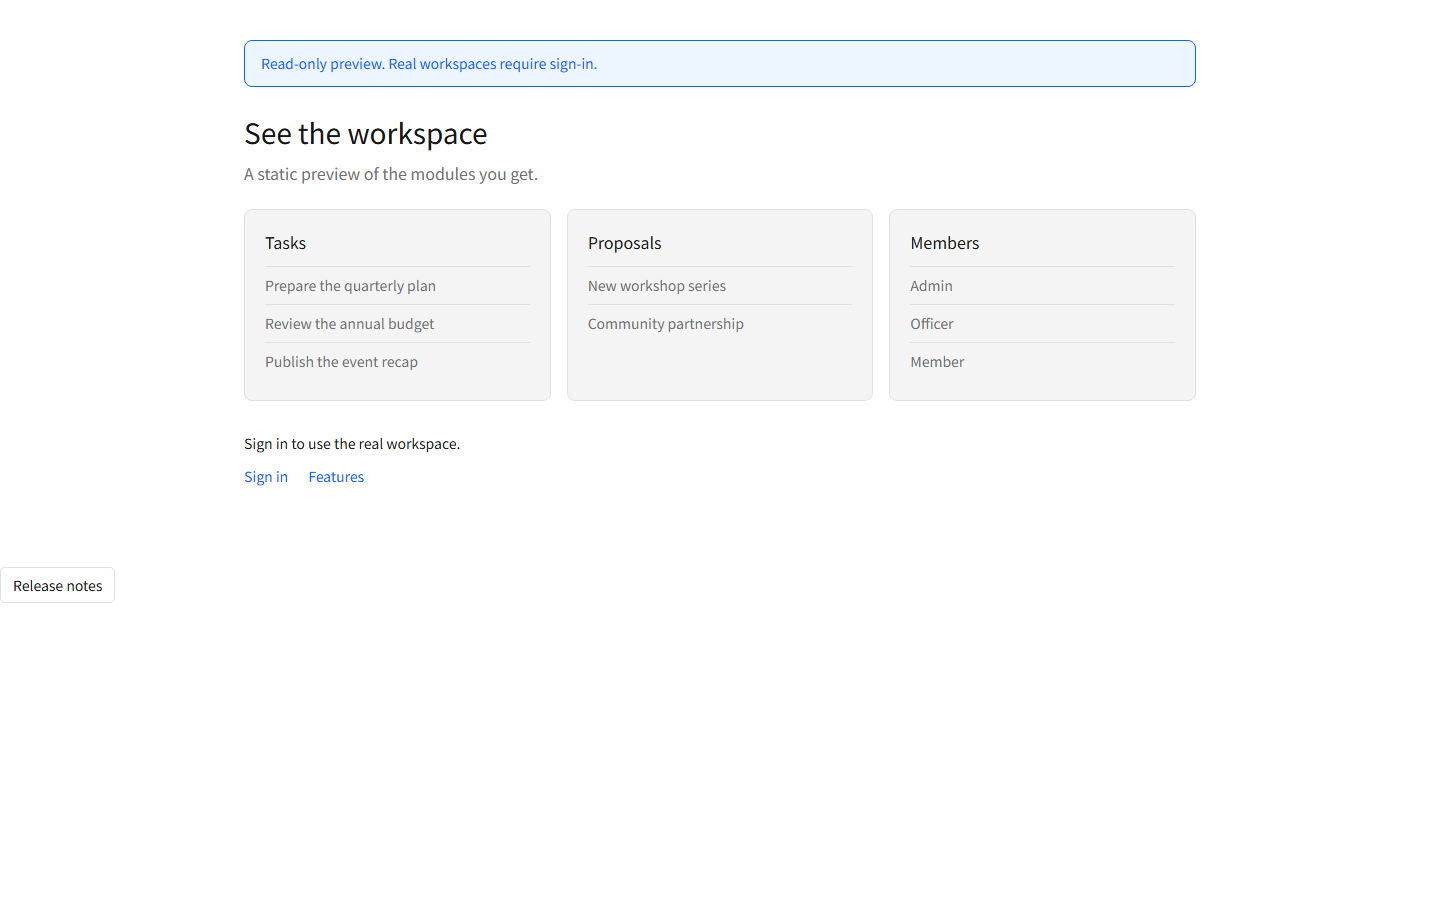 Read-only preview. Real workspaces require sign-in.
See the workspace
A static preview of the modules you get.
Tasks
Prepare the quarterly plan
Review the annual budget
Publish the event recap
Proposals
New workshop series
Community partnership
Members
Admin
Officer
Member
Sign in to use the real workspace.
Sign in Features
Release notes